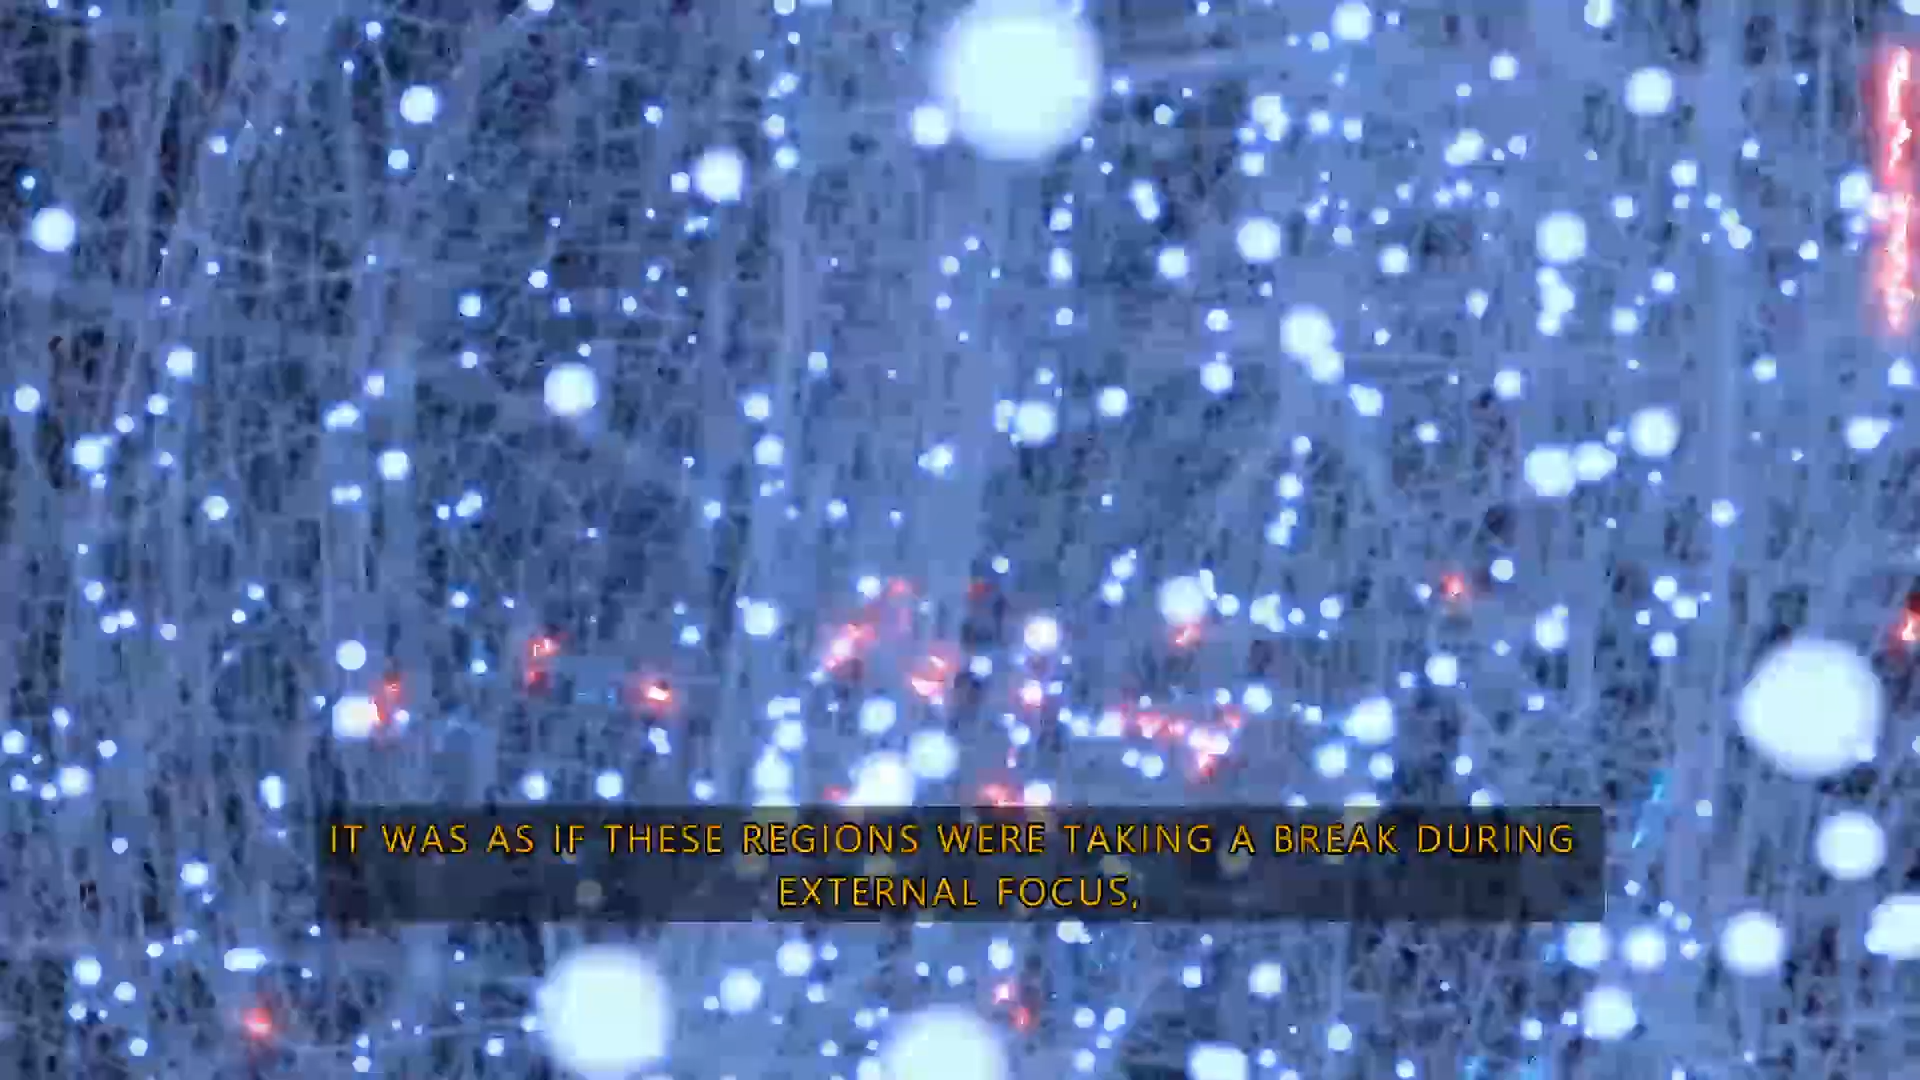 IT WAS AS IF THESE REGIONS WERE TAKING A BREAK DURING
EXTERNAL FOCUS,